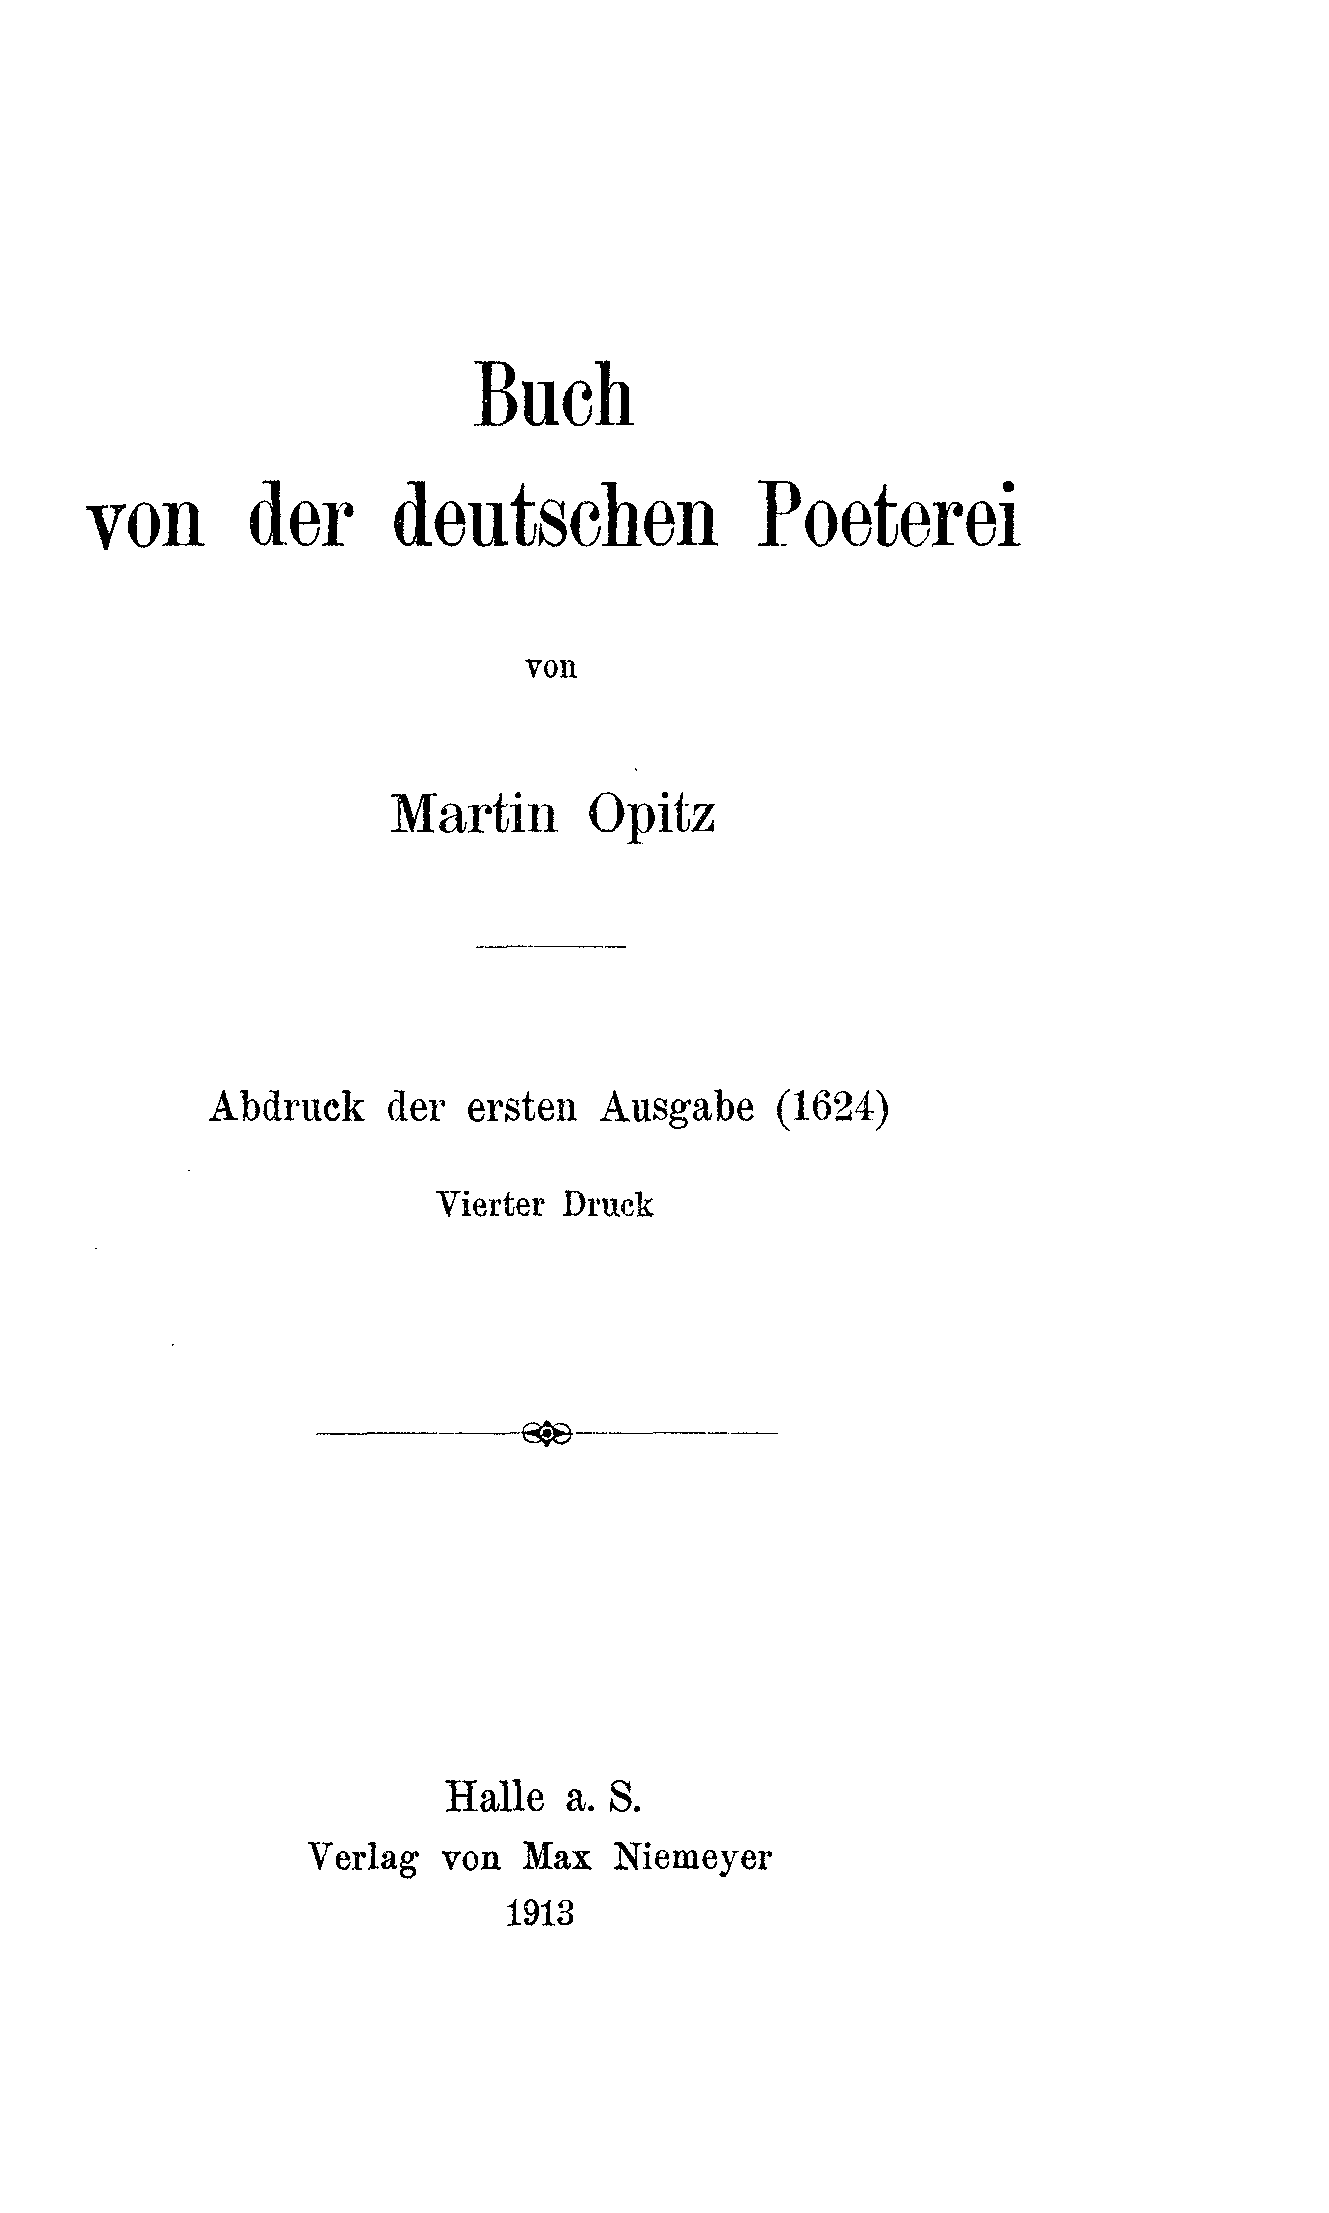 Buch
von der deutschen Poeterei
von
Martin Opitz
Abdruck der ersten Ausgabe (1624)
Vierter Druck
Halle a. S.
Verlag von Max Niemeyer
1913